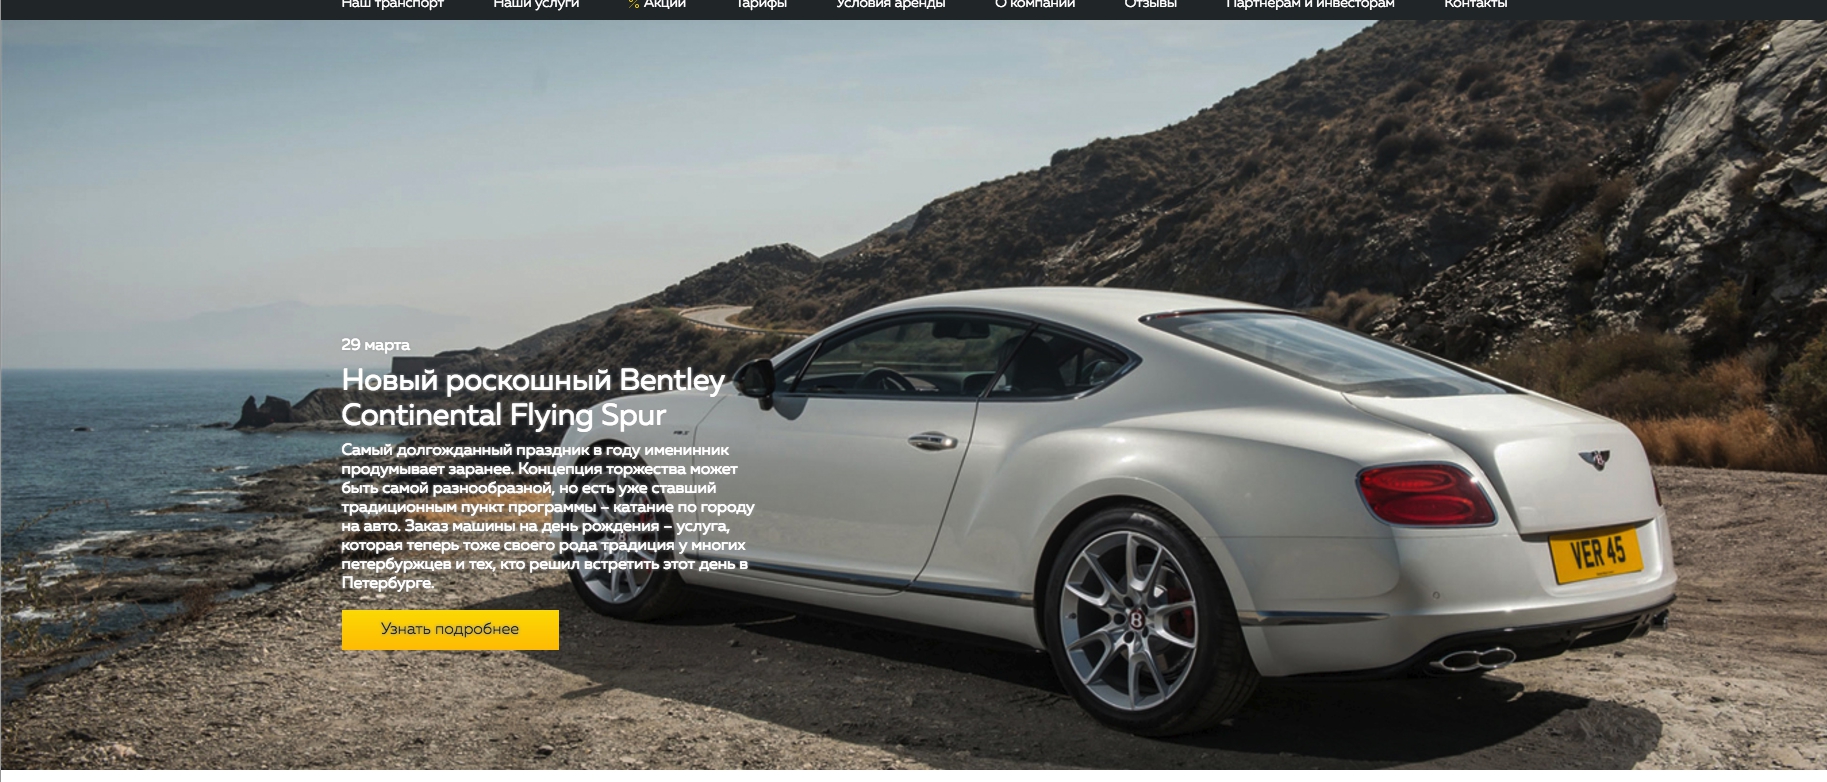 Наш транспорт Наши услуги % Акции Тарифы Условия аренды О компании Отзывы Партнерам и инвесторам Контакты
29 марта
Новый роскошный Bentley
Continental Flying Spur
Самый долгожданный праздник в году именинник
продумывает заранее. Концепция торжества может
быть самой разнообразной, но есть уже ставший
традиционным пункт программы – катание по городу
на авто. Заказ машины на день рождения – услуга,
которая теперь тоже своего рода традиция у многих
петербуржцев и тех, кто решил встретить этот день в
Петербурге.
Узнать подробнее
VER 45